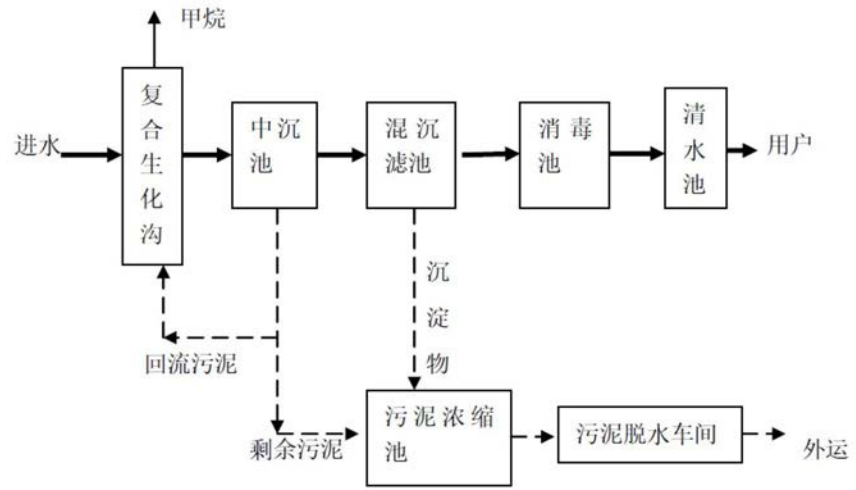 甲烷
进水
复
合
生
化
沟
中沉
池
混沉
滤池
消毒
池
清
水
池
用户
沉
淀
物
回流污泥
剩余污泥
污泥浓缩
池
污泥脱水车间
外运